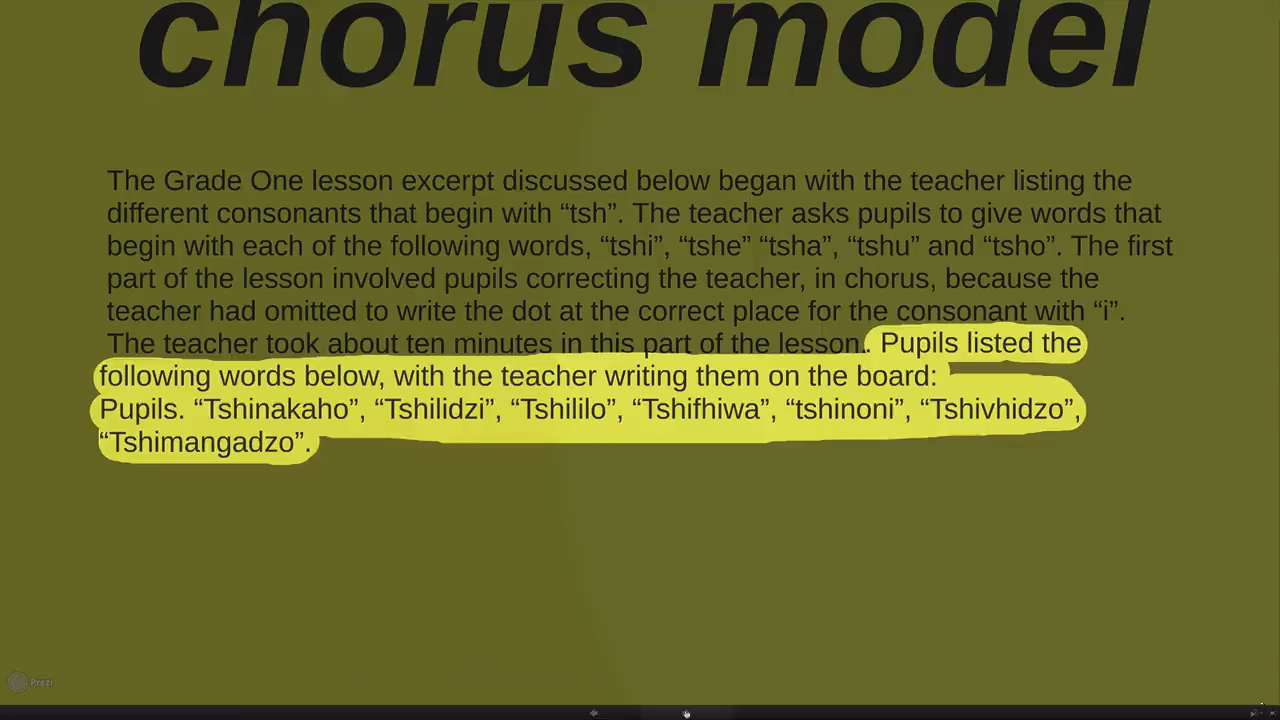 chorus model
The Grade One lesson excerpt discussed below began with the teacher listing the
different consonants that begin with “tsh”. The teacher asks pupils to give words that
begin with each of the following words, “tshi”, “tshe” “tsha”, “tshu” and “tsho”. The first
part of the lesson involved pupils correcting the teacher, in chorus, because the
teacher had omitted to write the dot at the correct place for the consonant with “i”.
The teacher took about ten minutes in this part of the lesson.. Pupils listed the
following words below, with the teacher writing them on the board:
Pupils. “Tshinakaho”, “Tshilidzi”, “Tshililo”, “Tshifhiwa”, “tshinoni”, “Tshivhidzo”,
“Tshimangadzo”.
Prezi